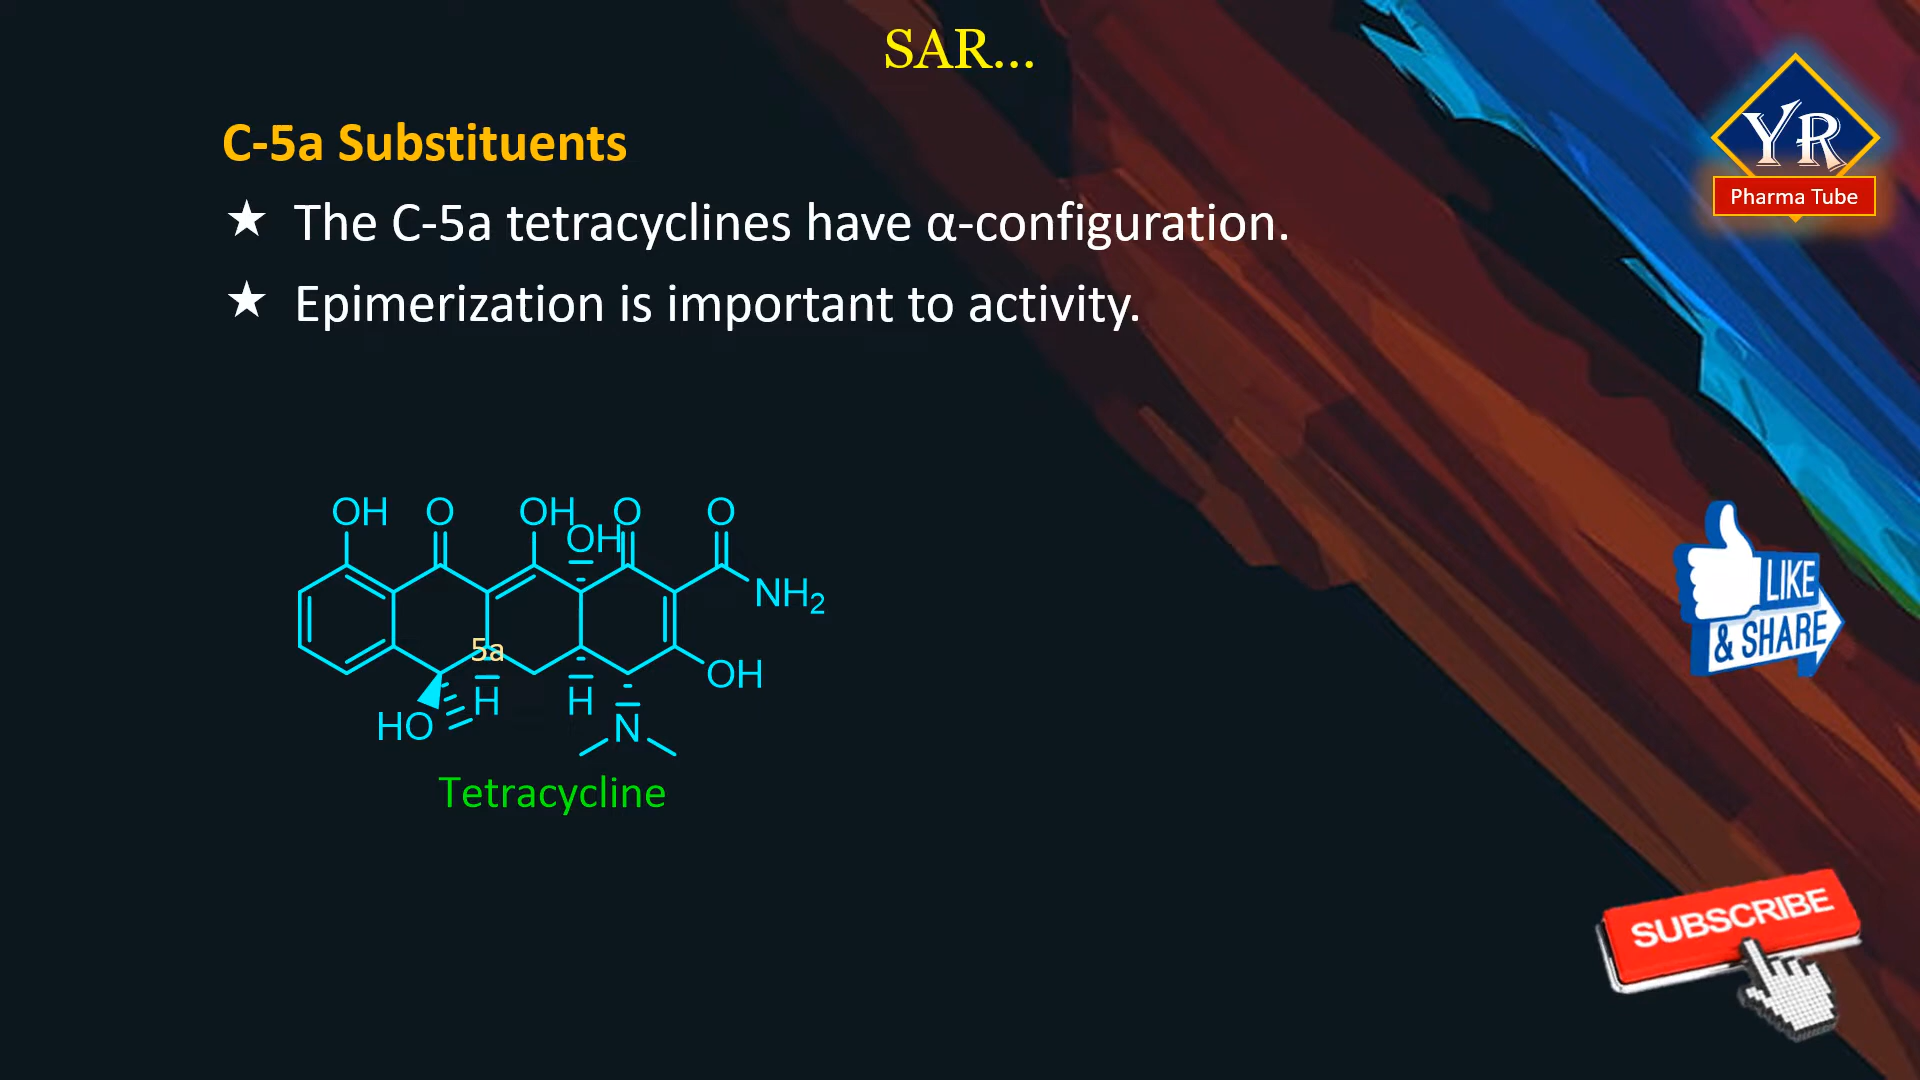 SAR...
YR
Pharma Tube
C-5a Substituents
★ The C-5a tetracyclines have α-configuration.
★ Epimerization is important to activity.
OH O OH O O
OH
NH₂
5a
OH
H H
HO N
Tetracycline
LIKE
& SHARE
SUBSCRIBE